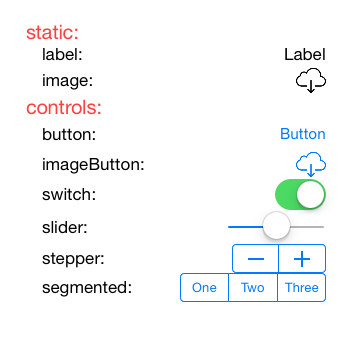 static:
label: Label
image:
controls:
button: Button
imageButton:
switch:
slider:
stepper: − +
segmented: One Two Three